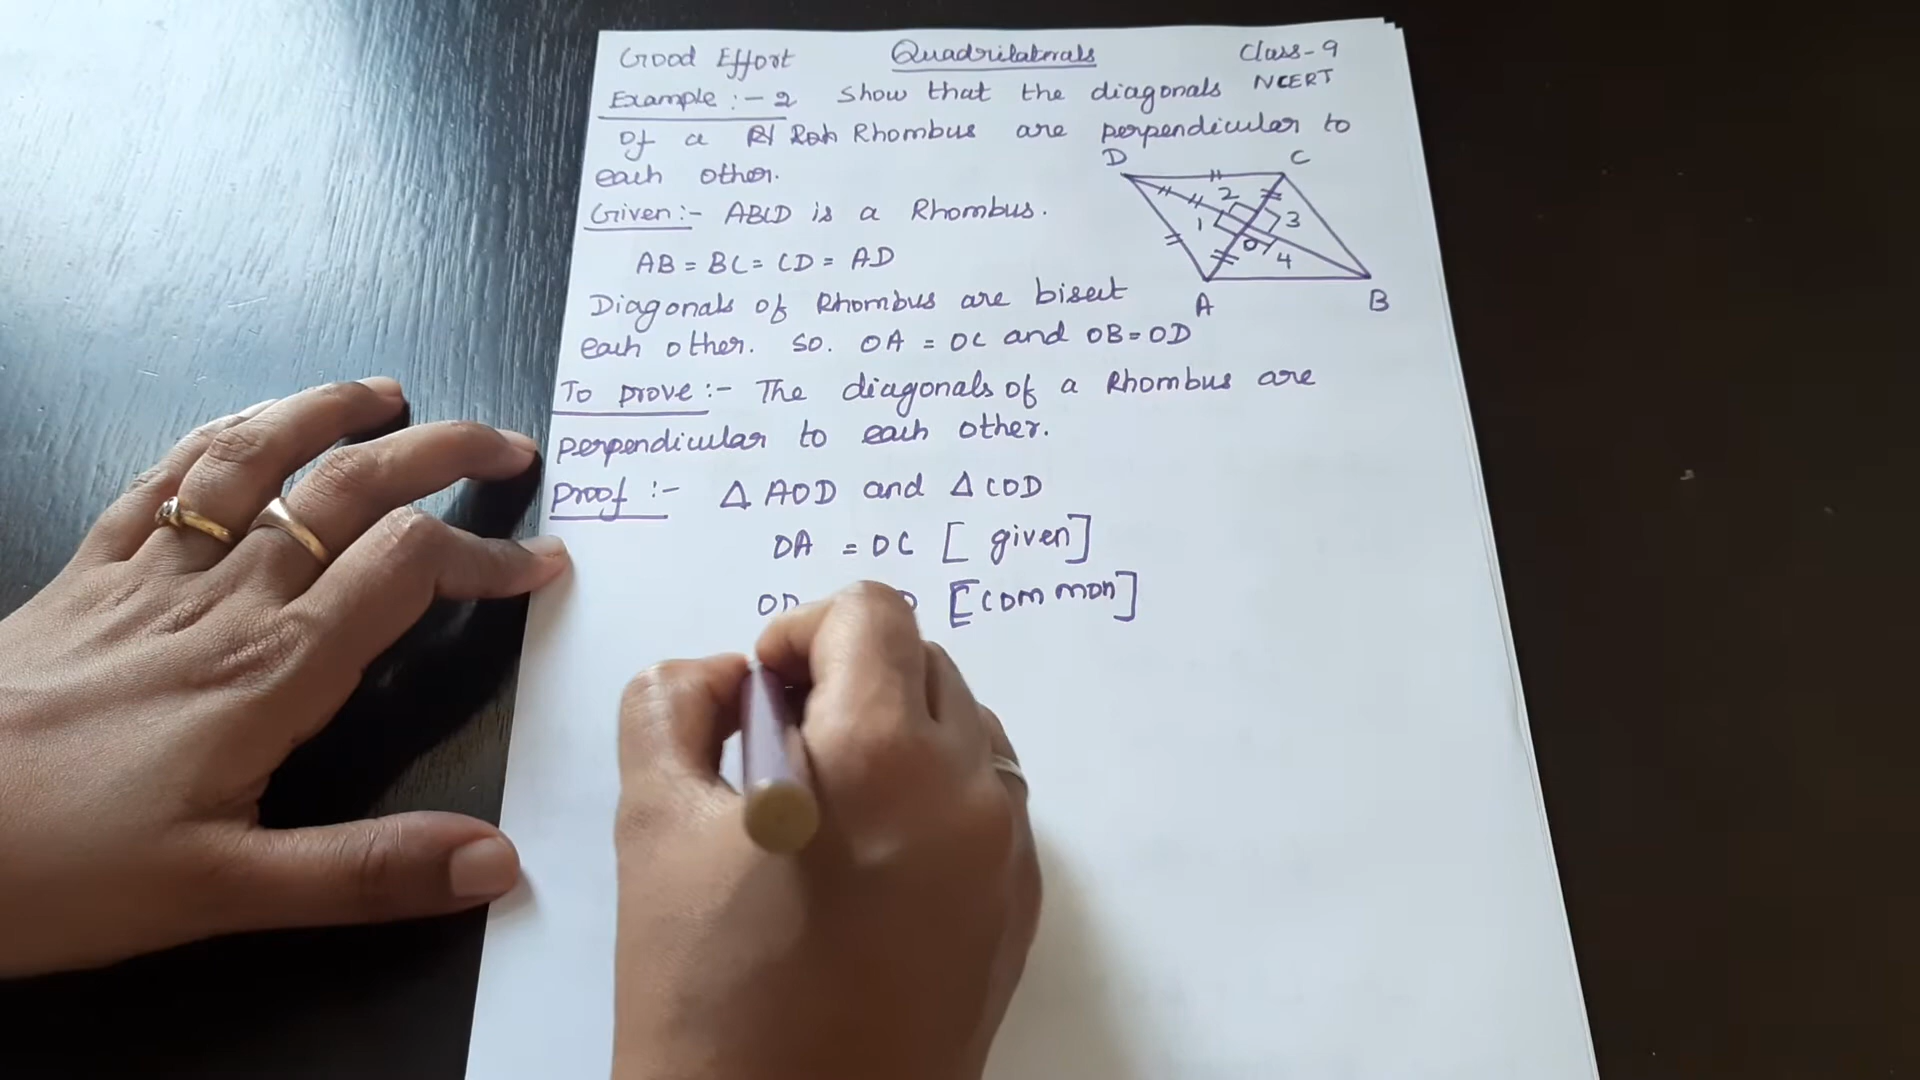 Good Effort Quadrilaterals Class-9
NCERT
Example :- 2 Show that the diagonals
of a Rhombus are perpendicular to
each other.
D C
2
1 3
O 4
A B
Given :- ABCD is a Rhombus.
AB = BC = CD = AD
Diagonals of Rhombus are bisect
each other. So. OA = OC and OB = OD
To prove :- The diagonals of a Rhombus are
perpendicular to each other.
Proof :- Δ AOD and Δ COD
OA = OC [ given]
OD [common]